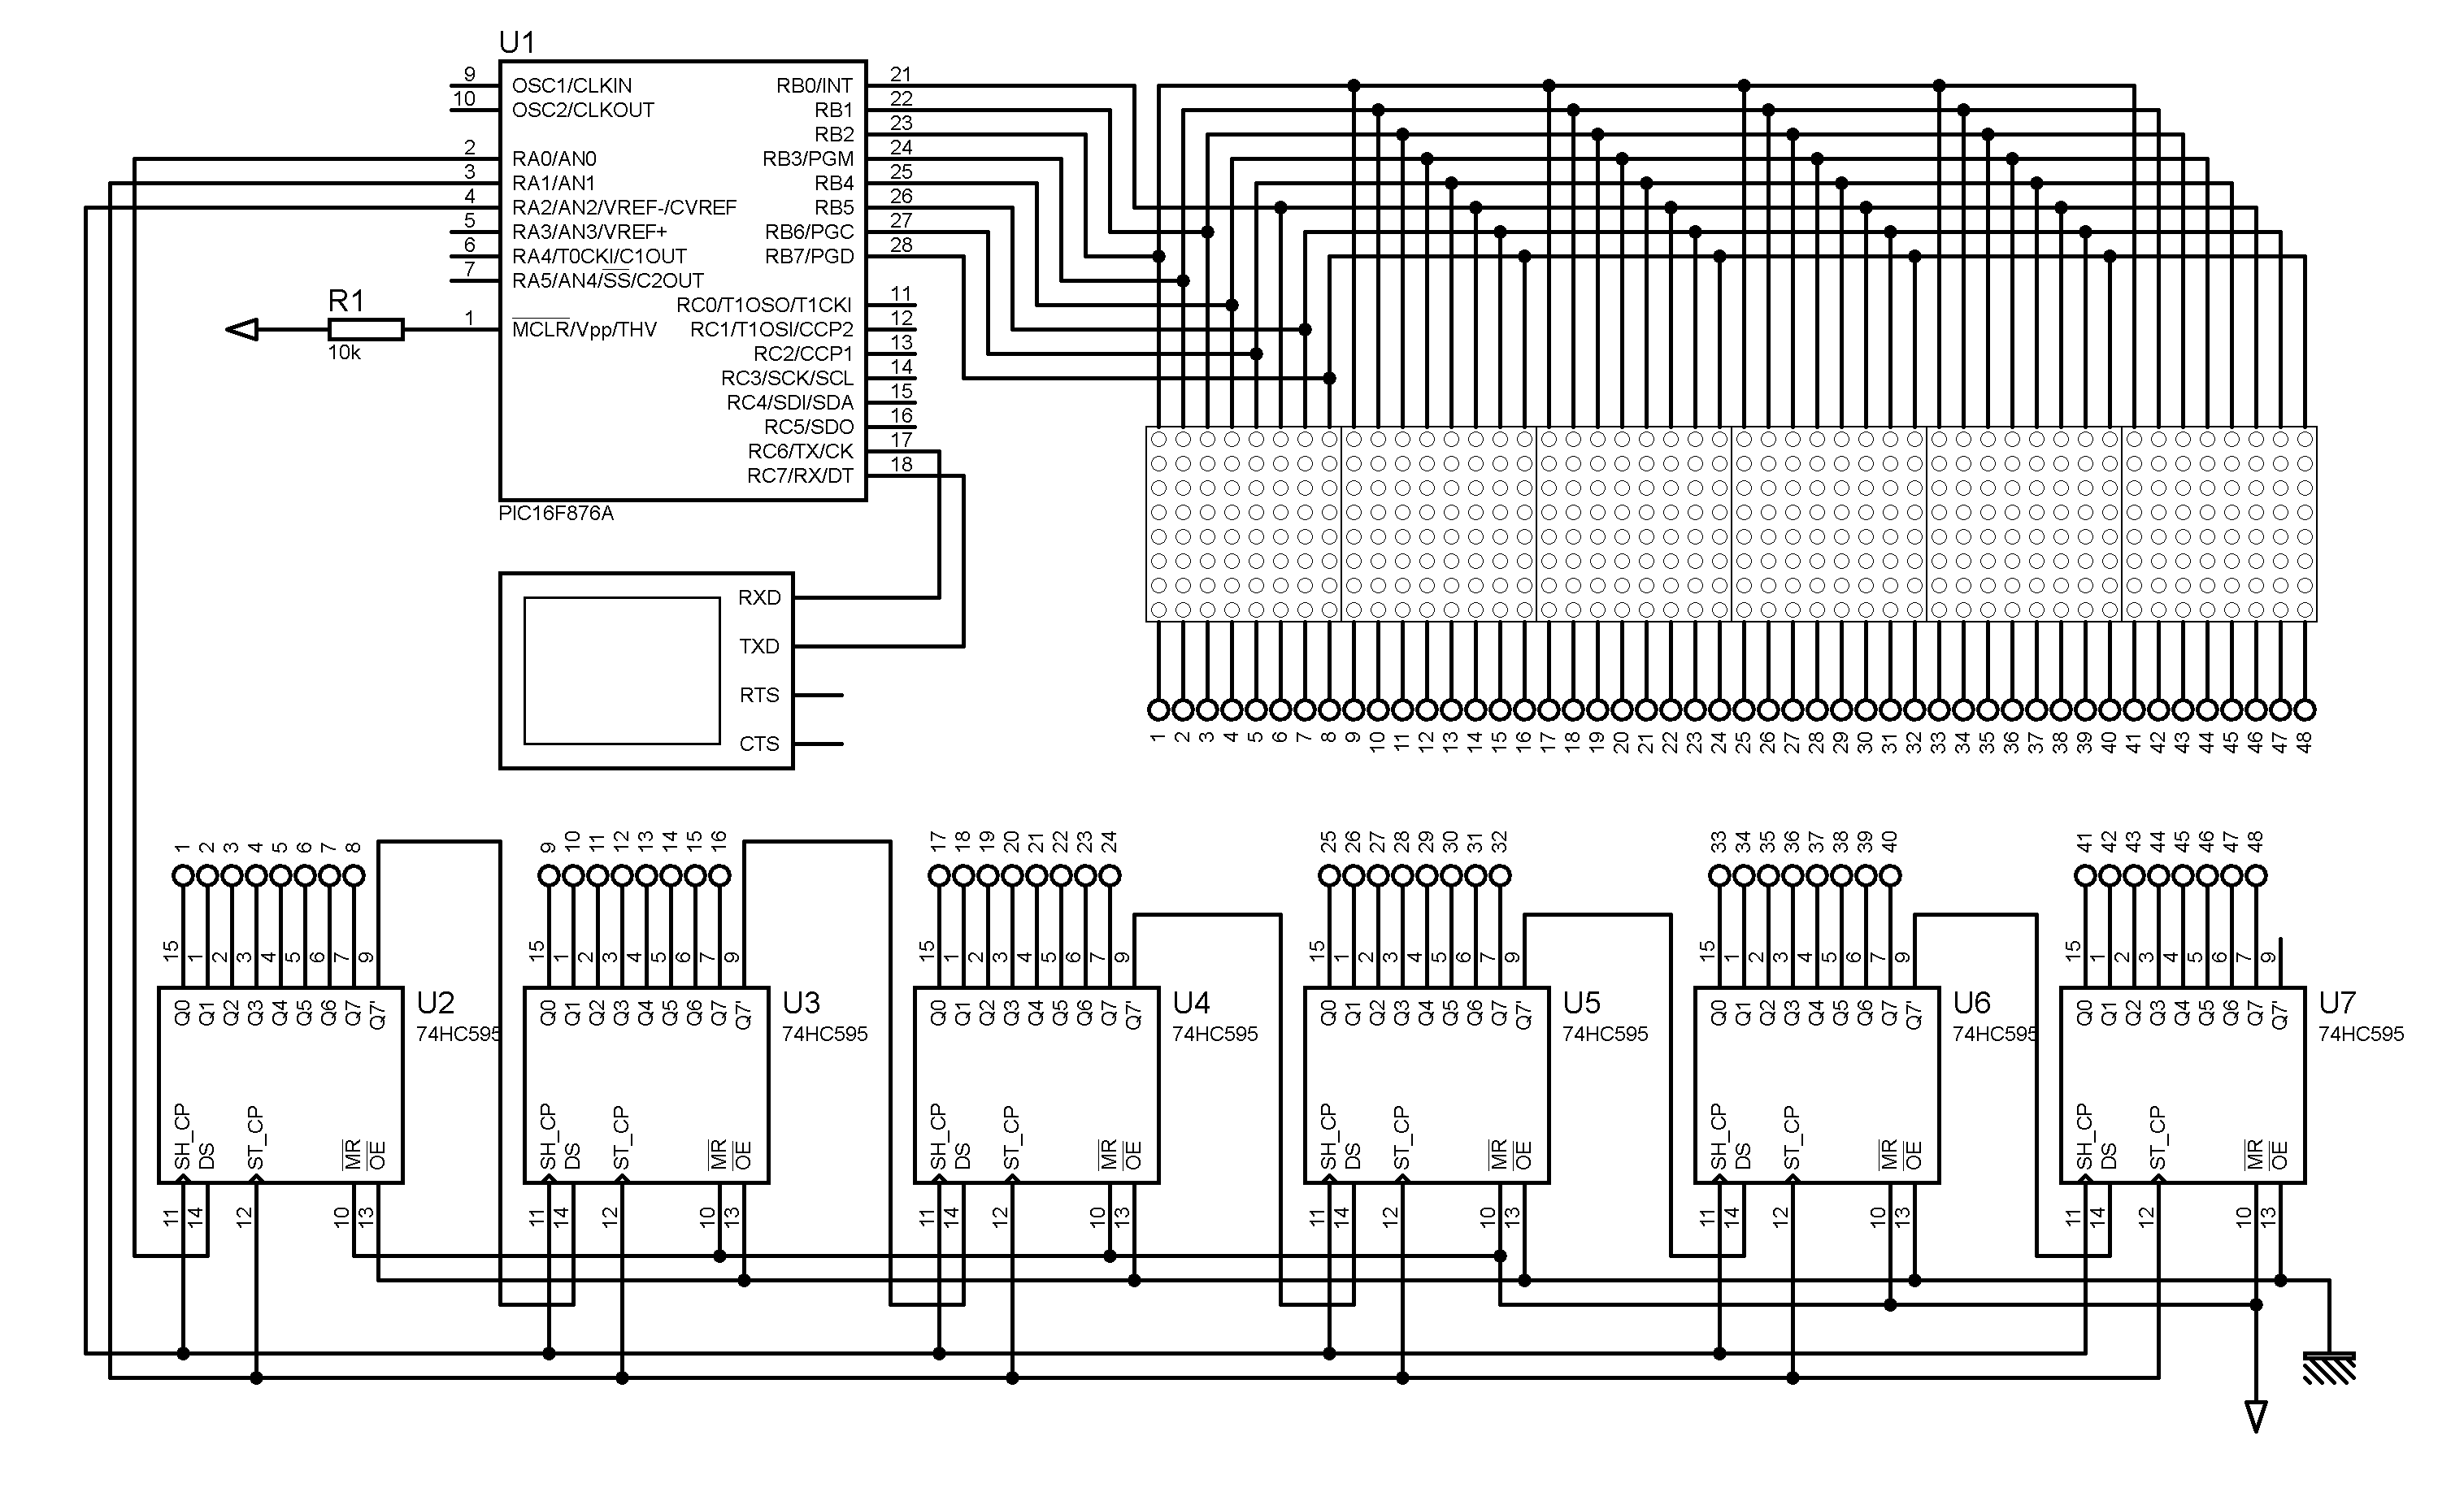 U1
9 OSC1/CLKIN
10 OSC2/CLKOUT
2 RA0/AN0
3 RA1/AN1
4 RA2/AN2/VREF-/CVREF
5 RA3/AN3/VREF+
6 RA4/T0CKI/C1OUT
7 RA5/AN4/SS/C2OUT
1 MCLR/Vpp/THV
RB0/INT 21
RB1 22
RB2 23
RB3/PGM 24
RB4 25
RB5 26
RB6/PGC 27
RB7/PGD 28
RC0/T1OSO/T1CKI 11
RC1/T1OSI/CCP2 12
RC2/CCP1 13
RC3/SCK/SCL 14
RC4/SDI/SDA 15
RC5/SDO 16
RC6/TX/CK 17
RC7/RX/DT 18
PIC16F876A
R1
10k
RXD
TXD
RTS
CTS
1 2 3 4 5 6 7 8 9 10 11 12 13 14 15 16 17 18 19 20 21 22 23 24 25 26 27 28 29 30 31 32 33 34 35 36 37 38 39 40 41 42 43 44 45 46 47 48
1 2 3 4 5 6 7 8
15 1 2 3 4 5 6 7 9
Q0 Q1 Q2 Q3 Q4 Q5 Q6 Q7 Q7'
U2
74HC595
SH_CP DS ST_CP MR OE
11 14 12 10 13
9 10 11 12 13 14 15 16
15 1 2 3 4 5 6 7 9
Q0 Q1 Q2 Q3 Q4 Q5 Q6 Q7 Q7'
U3
74HC595
SH_CP DS ST_CP MR OE
11 14 12 10 13
17 18 19 20 21 22 23 24
15 1 2 3 4 5 6 7 9
Q0 Q1 Q2 Q3 Q4 Q5 Q6 Q7 Q7'
U4
74HC595
SH_CP DS ST_CP MR OE
11 14 12 10 13
25 26 27 28 29 30 31 32
15 1 2 3 4 5 6 7 9
Q0 Q1 Q2 Q3 Q4 Q5 Q6 Q7 Q7'
U5
74HC595
SH_CP DS ST_CP MR OE
11 14 12 10 13
33 34 35 36 37 38 39 40
15 1 2 3 4 5 6 7 9
Q0 Q1 Q2 Q3 Q4 Q5 Q6 Q7 Q7'
U6
74HC595
SH_CP DS ST_CP MR OE
11 14 12 10 13
41 42 43 44 45 46 47 48
15 1 2 3 4 5 6 7 9
Q0 Q1 Q2 Q3 Q4 Q5 Q6 Q7 Q7'
U7
74HC595
SH_CP DS ST_CP MR OE
11 14 12 10 13